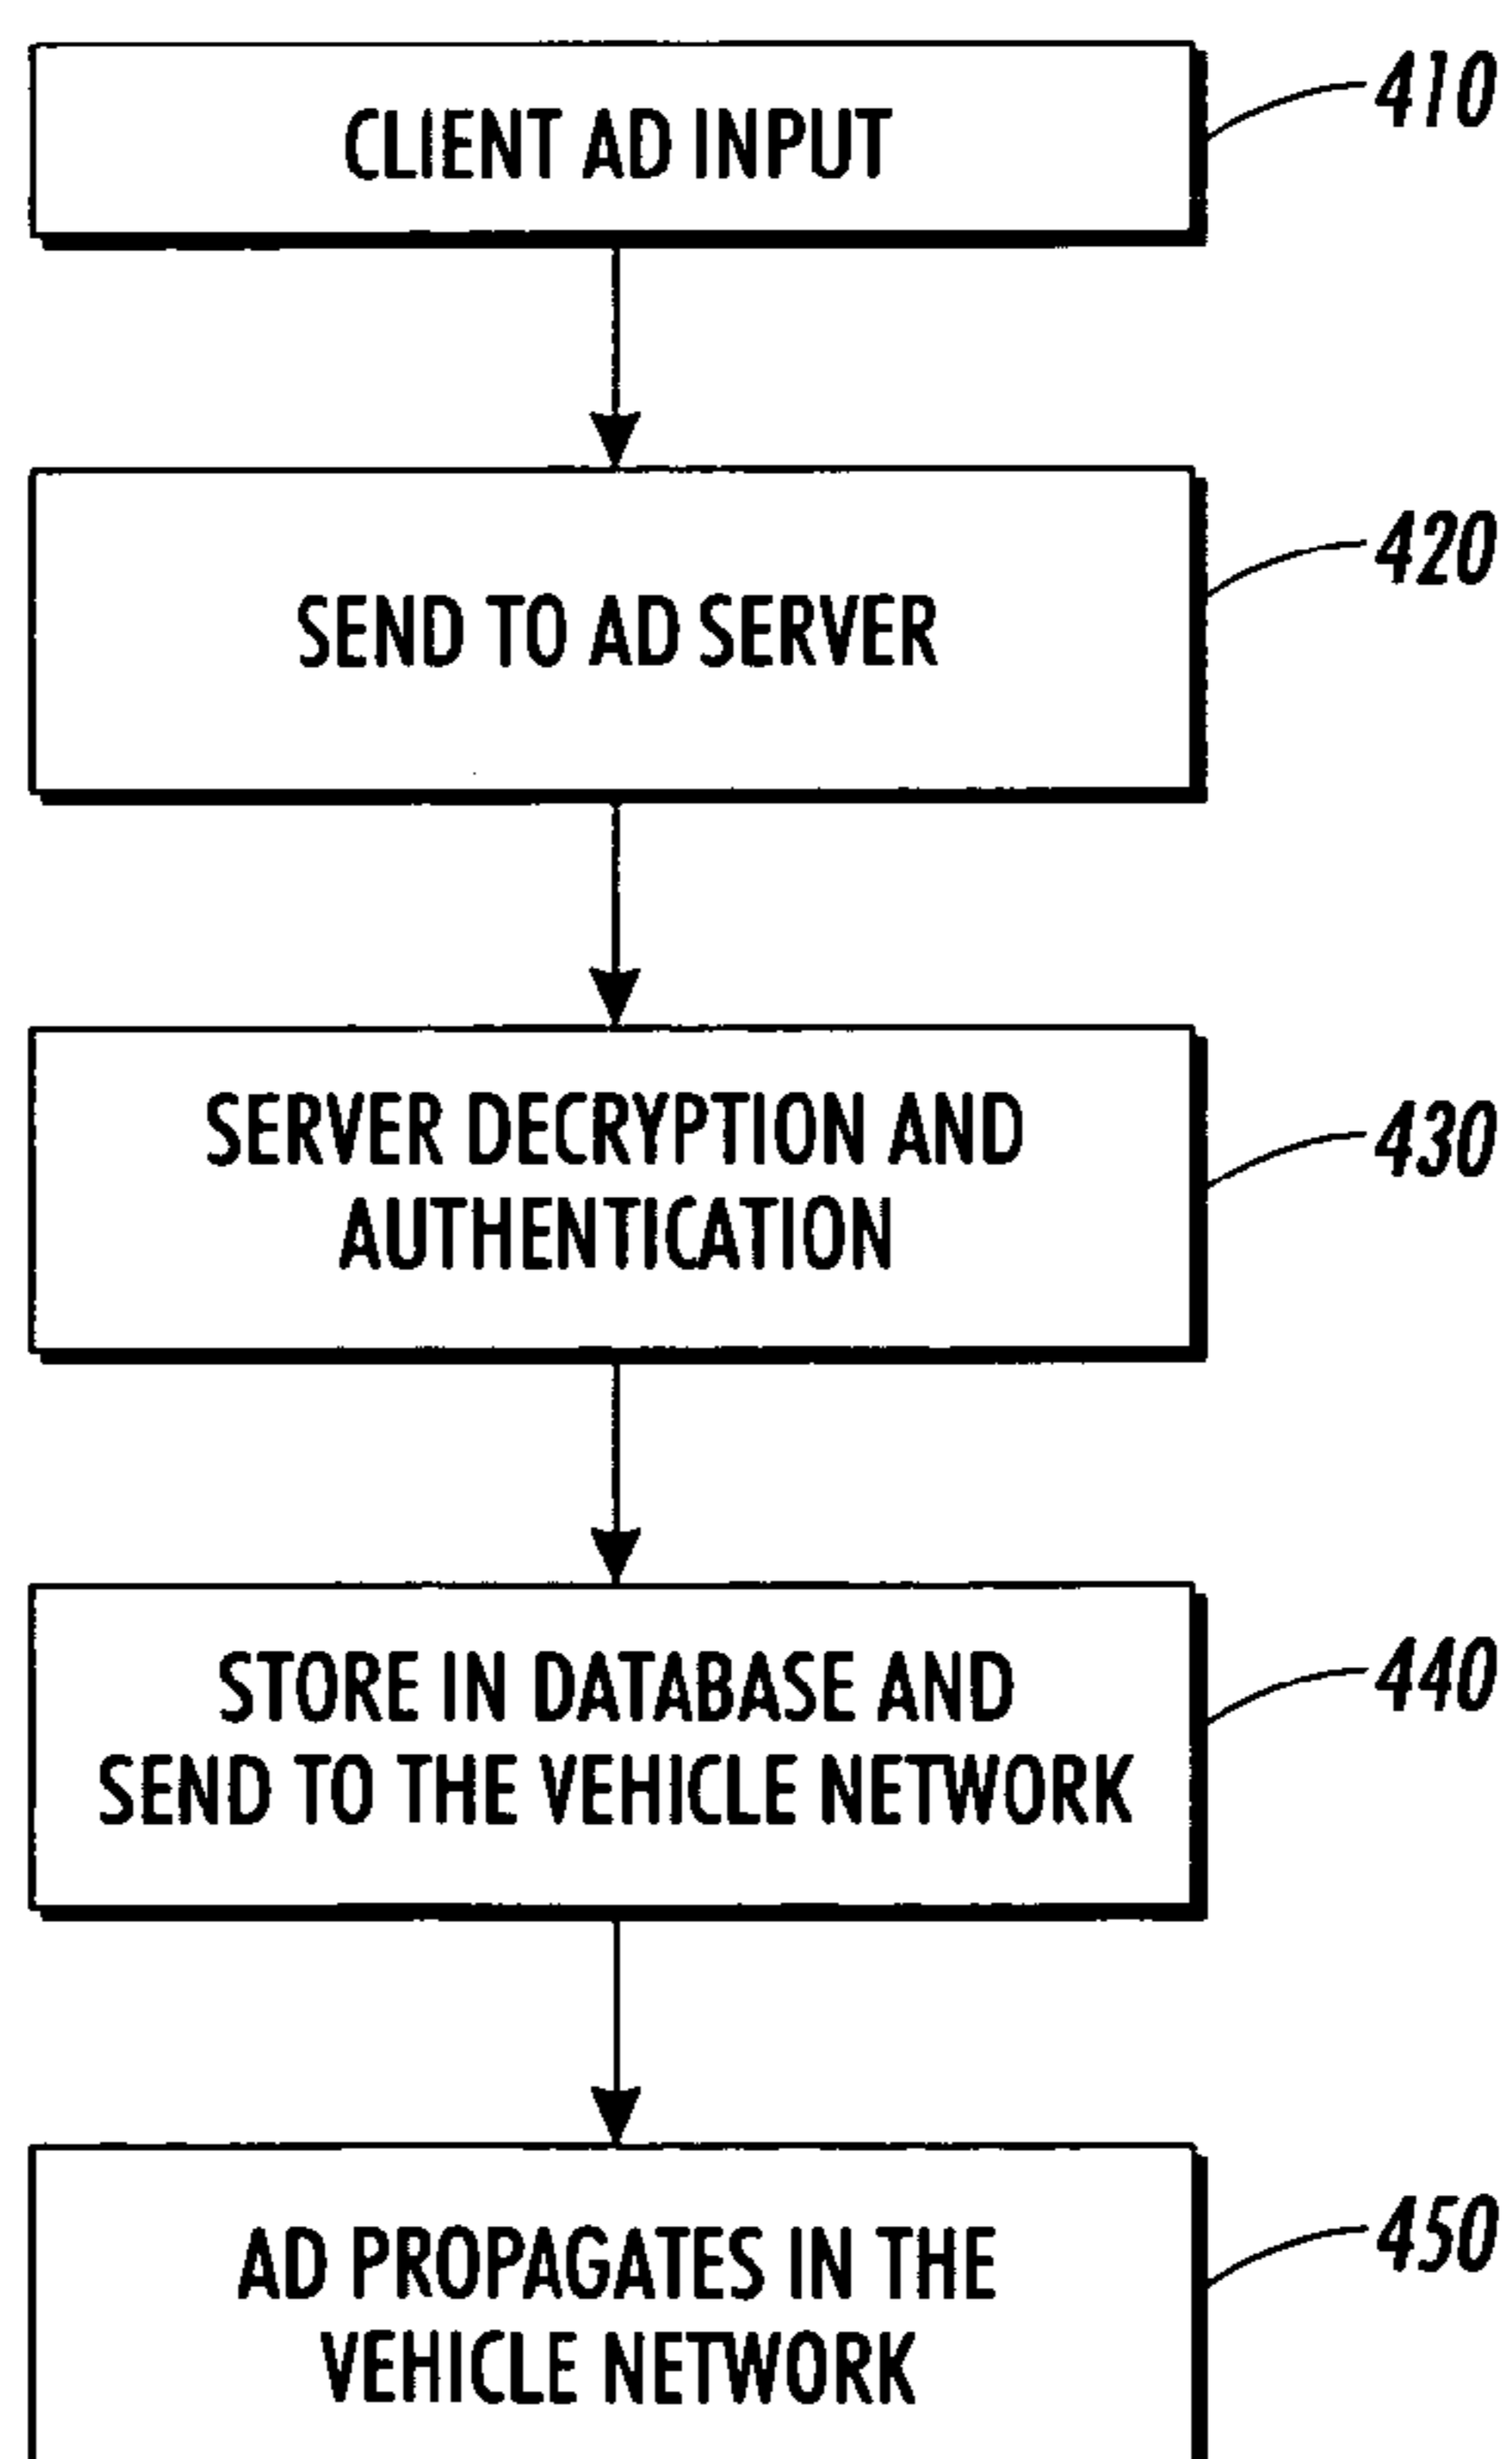 CLIENT AD INPUT
410
SEND TO AD SERVER
420
SERVER DECRYPTION AND
AUTHENTICATION
430
STORE IN DATABASE AND
SEND TO THE VEHICLE NETWORK
440
AD PROPAGATES IN THE
VEHICLE NETWORK
450